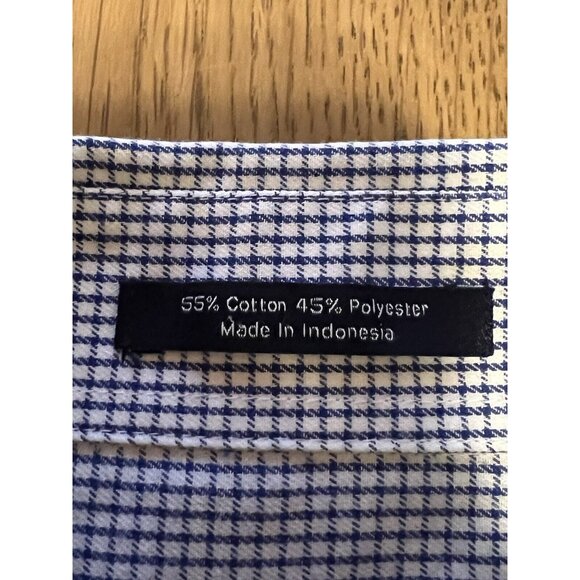 55% Cotton 45% Polyester
Made In Indonesia